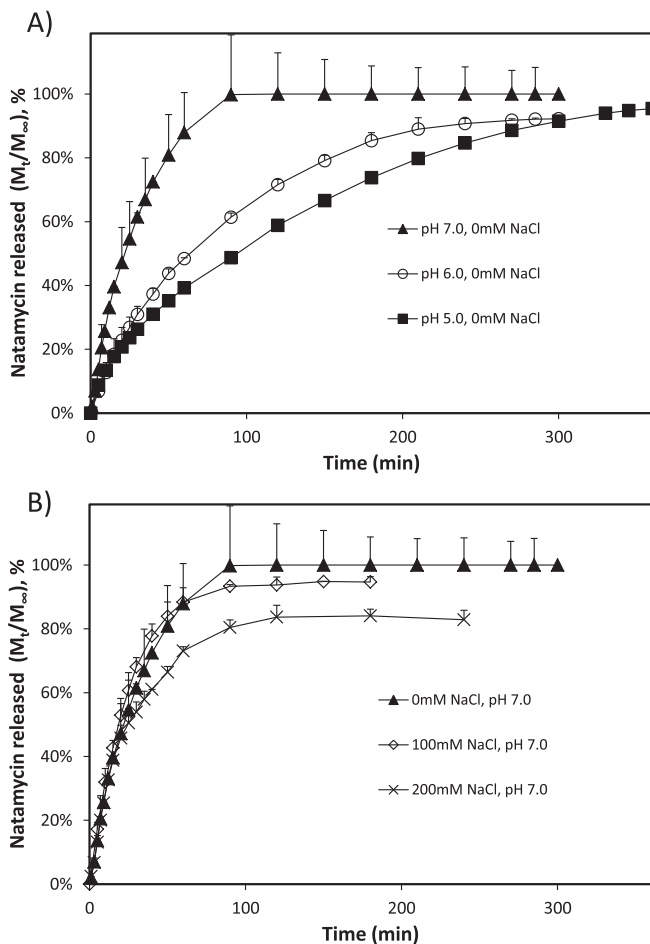 A)
Natamycin released (Mt/M∞), %
100%
80%
60%
40%
20%
0%
pH 7.0, 0mM NaCl
pH 6.0, 0mM NaCl
pH 5.0, 0mM NaCl
0 100 200 300
Time (min)
B)
Natamycin released (Mt/M∞), %
100%
80%
60%
40%
20%
0%
0mM NaCl, pH 7.0
100mM NaCl, pH 7.0
200mM NaCl, pH 7.0
0 100 200 300
Time (min)